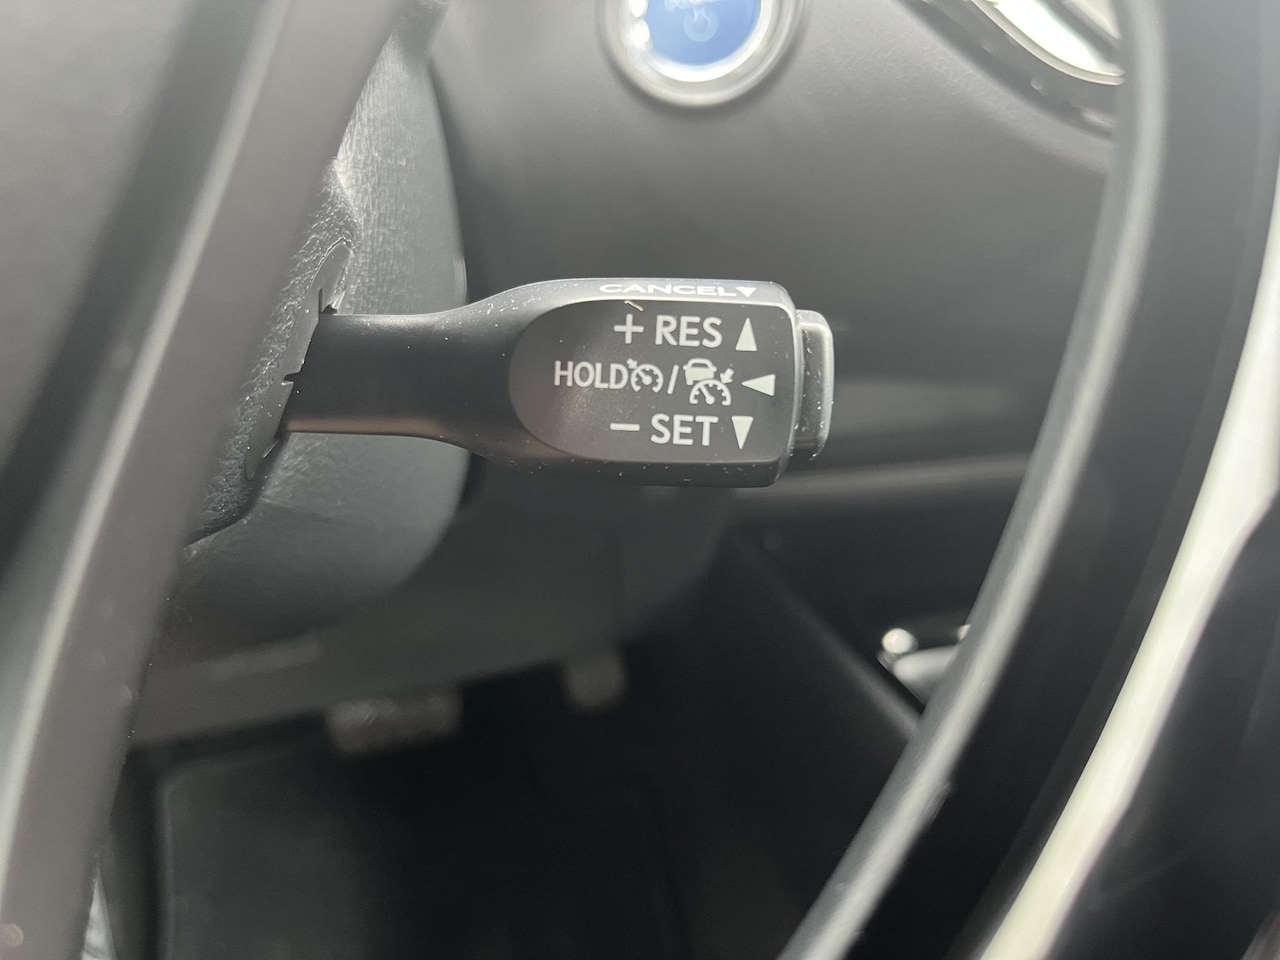 CANCEL▼
+ RES ▲
HOLD / ◀
− SET ▼